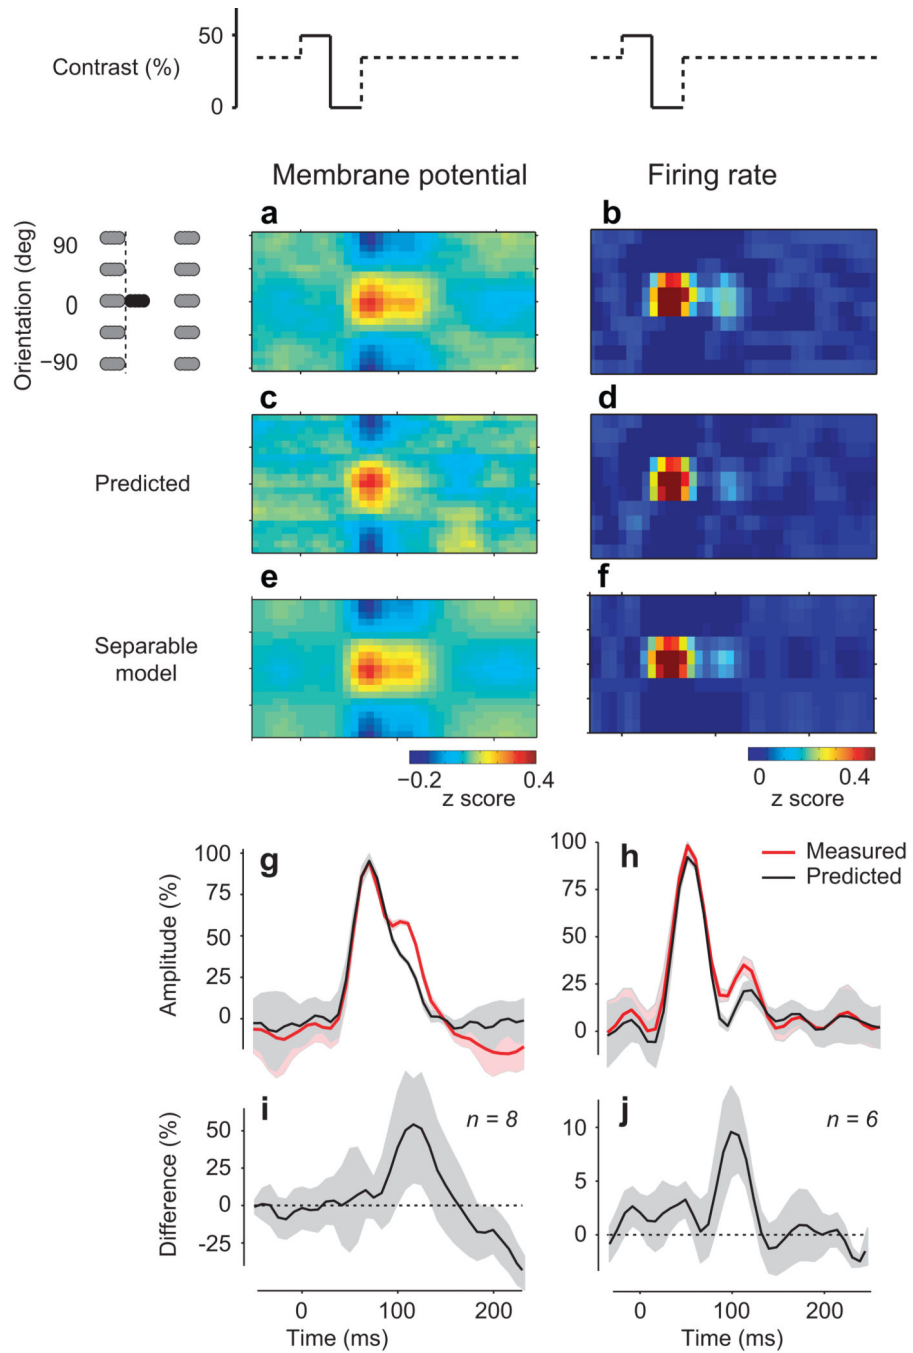 50
Contrast (%)
0
Membrane potential
Firing rate
Orientation (deg)
90
0
−90
a
b
c
d
Predicted
e
f
Separable
model
−0.2
0.4
z score
0
0.4
z score
g
Amplitude (%)
100
75
50
25
0
h
100
75
50
25
0
Measured
Predicted
i
n = 8
Difference (%)
50
25
0
-25
j
n = 6
10
5
0
0
100
200
Time (ms)
0
100
200
Time (ms)